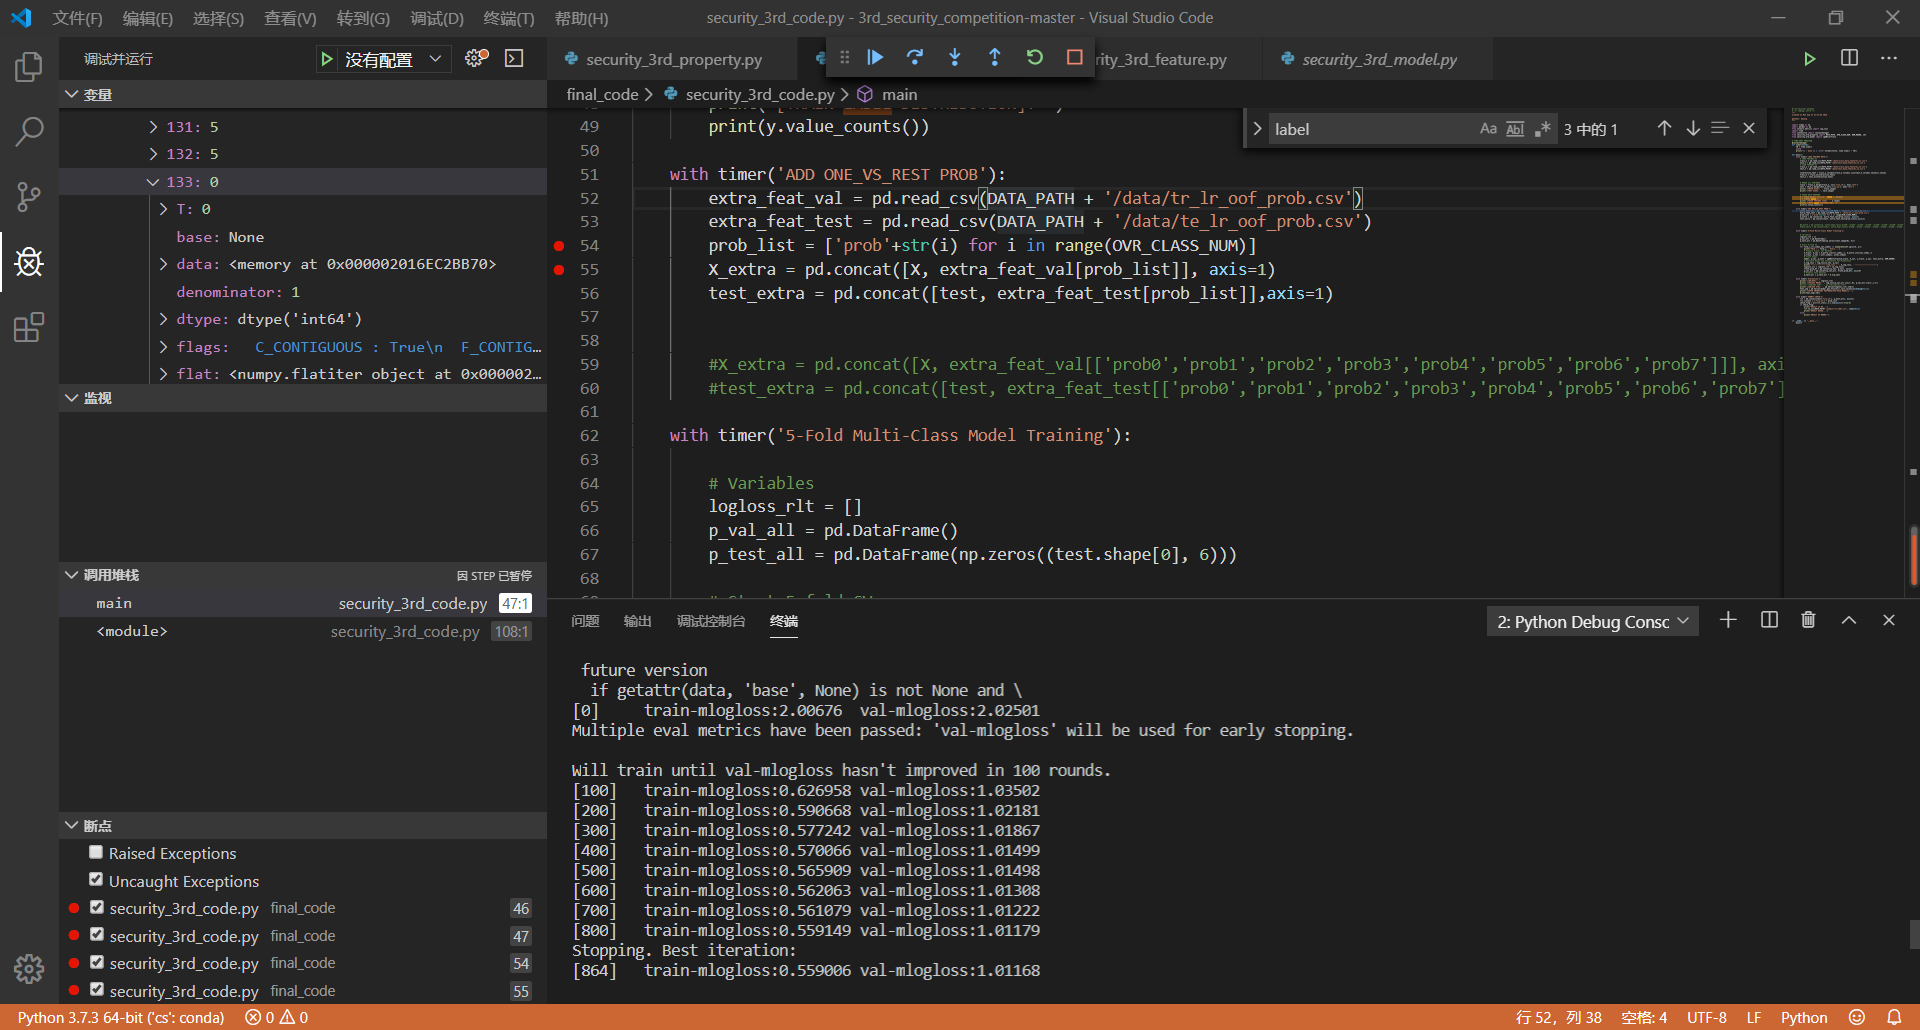 文件(F) 编辑(E) 选择(S) 查看(V) 转到(G) 调试(D) 终端(T) 帮助(H) security_3rd_code.py - 3rd_security_competition-master - Visual Studio Code
调试并运行 没有配置
security_3rd_property.py rity_3rd_feature.py security_3rd_model.py
final_code security_3rd_code.py main
label Aa Abl .* 3 中的 1
变量
131: 5
132: 5
133: 0
T: 0
base: None
data: <memory at 0x000002016EC2BB70>
denominator: 1
dtype: dtype('int64')
flags: C_CONTIGUOUS : True\n F_CONTIG…
flat: <numpy.flatiter object at 0x000002…
监视
调用堆栈 因 STEP 已暂停
main security_3rd_code.py 47:1
<module> security_3rd_code.py 108:1
断点
Raised Exceptions
Uncaught Exceptions
security_3rd_code.py final_code 46
security_3rd_code.py final_code 47
security_3rd_code.py final_code 54
security_3rd_code.py final_code 55
49 print(y.value_counts())
50
51 with timer('ADD ONE_VS_REST PROB'):
52 extra_feat_val = pd.read_csv(DATA_PATH + '/data/tr_lr_oof_prob.csv')
53 extra_feat_test = pd.read_csv(DATA_PATH + '/data/te_lr_oof_prob.csv')
54 prob_list = ['prob'+str(i) for i in range(OVR_CLASS_NUM)]
55 X_extra = pd.concat([X, extra_feat_val[prob_list]], axis=1)
56 test_extra = pd.concat([test, extra_feat_test[prob_list]],axis=1)
57
58
59 #X_extra = pd.concat([X, extra_feat_val[['prob0','prob1','prob2','prob3','prob4','prob5','prob6','prob7']]], axi
60 #test_extra = pd.concat([test, extra_feat_test[['prob0','prob1','prob2','prob3','prob4','prob5','prob6','prob7']
61
62 with timer('5-Fold Multi-Class Model Training'):
63
64 # Variables
65 logloss_rlt = []
66 p_val_all = pd.DataFrame()
67 p_test_all = pd.DataFrame(np.zeros((test.shape[0], 6)))
68
问题 输出 调试控制台 终端 2: Python Debug Consc
future version
if getattr(data, 'base', None) is not None and \
[0] train-mlogloss:2.00676 val-mlogloss:2.02501
Multiple eval metrics have been passed: 'val-mlogloss' will be used for early stopping.
Will train until val-mlogloss hasn't improved in 100 rounds.
[100] train-mlogloss:0.626958 val-mlogloss:1.03502
[200] train-mlogloss:0.590668 val-mlogloss:1.02181
[300] train-mlogloss:0.577242 val-mlogloss:1.01867
[400] train-mlogloss:0.570066 val-mlogloss:1.01499
[500] train-mlogloss:0.565909 val-mlogloss:1.01498
[600] train-mlogloss:0.562063 val-mlogloss:1.01308
[700] train-mlogloss:0.561079 val-mlogloss:1.01222
[800] train-mlogloss:0.559149 val-mlogloss:1.01179
Stopping. Best iteration:
[864] train-mlogloss:0.559006 val-mlogloss:1.01168
Python 3.7.3 64-bit ('cs': conda) 0 0 行 52，列 38 空格: 4 UTF-8 LF Python